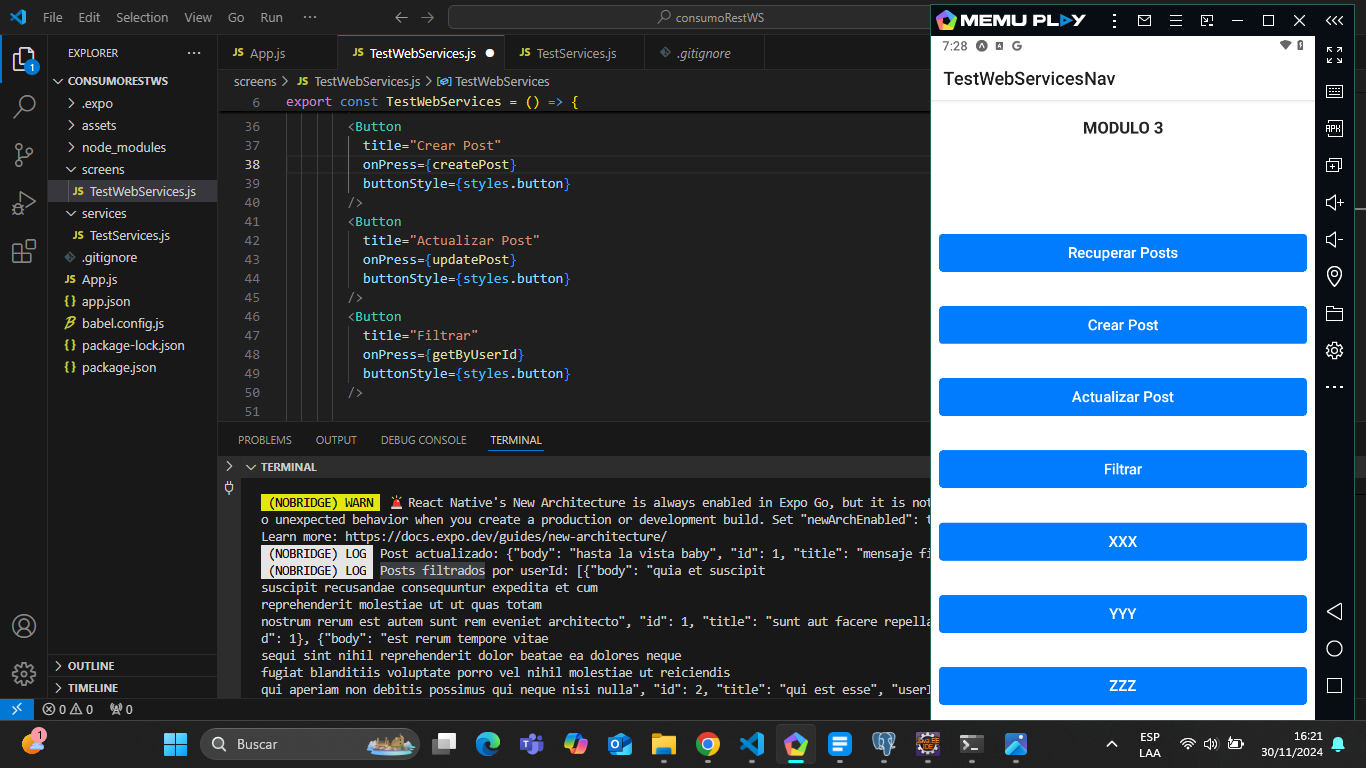 File Edit Selection View Go Run ···
consumoRestWS
MEMU PLAY
EXPLORER ···
App.js
TestWebServices.js
TestServices.js
.gitignore
CONSUMORESTWS
.expo
assets
node_modules
screens
TestWebServices.js
services
TestServices.js
.gitignore
App.js
app.json
babel.config.js
package-lock.json
package.json
OUTLINE
TIMELINE
screens > TestWebServices.js > TestWebServices
6 export const TestWebServices = () => {
36 <Button
37 title="Crear Post"
38 onPress={createPost}
39 buttonStyle={styles.button}
40 />
41 <Button
42 title="Actualizar Post"
43 onPress={updatePost}
44 buttonStyle={styles.button}
45 />
46 <Button
47 title="Filtrar"
48 onPress={getByUserId}
49 buttonStyle={styles.button}
50 />
51
PROBLEMS OUTPUT DEBUG CONSOLE TERMINAL
TERMINAL
(NOBRIDGE) WARN 🚨 React Native's New Architecture is always enabled in Expo Go, but it is not
o unexpected behavior when you create a production or development build. Set "newArchEnabled": t
Learn more: https://docs.expo.dev/guides/new-architecture/
(NOBRIDGE) LOG Post actualizado: {"body": "hasta la vista baby", "id": 1, "title": "mensaje fi
(NOBRIDGE) LOG Posts filtrados por userId: [{"body": "quia et suscipit
suscipit recusandae consequuntur expedita et cum
reprehenderit molestiae ut ut quas totam
nostrum rerum est autem sunt rem eveniet architecto", "id": 1, "title": "sunt aut facere repella
d": 1}, {"body": "est rerum tempore vitae
sequi sint nihil reprehenderit dolor beatae ea dolores neque
fugiat blanditiis voluptate porro vel nihil molestiae ut reiciendis
qui aperiam non debitis possimus qui neque nisi nulla", "id": 2, "title": "qui est esse", "userI
0 0 0
7:28
TestWebServicesNav
MODULO 3
Recuperar Posts
Crear Post
Actualizar Post
Filtrar
XXX
YYY
ZZZ
APK
1
1
Buscar
ESP
LAA
16:21
30/11/2024